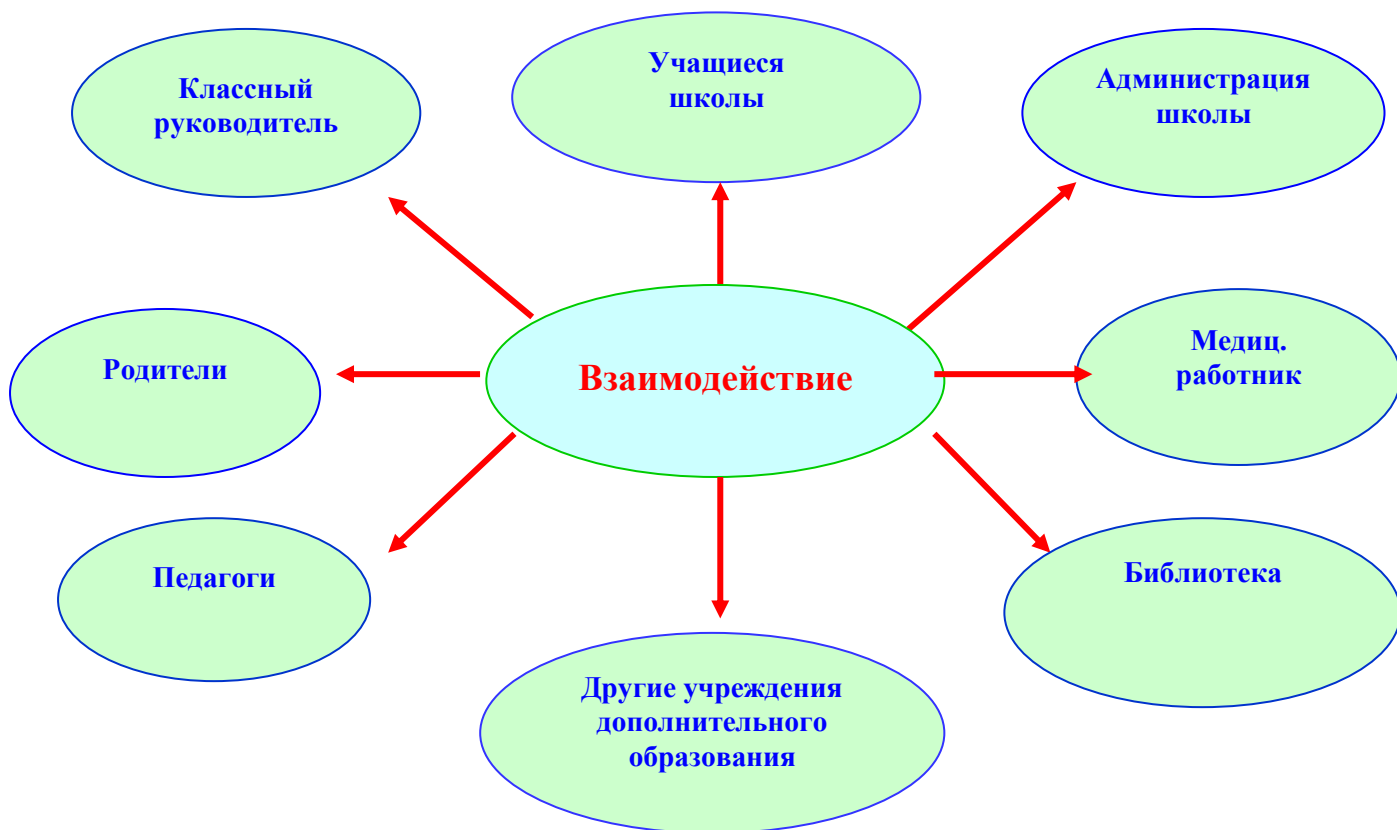 Классный
руководитель
Учащиеся
школы
Администрация
школы
Родители
Взаимодействие
Медиц.
работник
Педагоги
Библиотека
Другие учреждения
дополнительного
образования